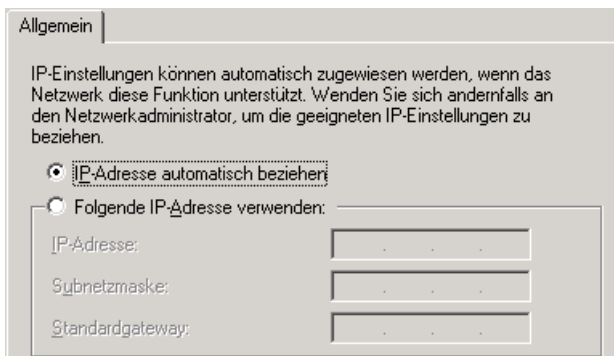 Allgemein
IP-Einstellungen können automatisch zugewiesen werden, wenn das
Netzwerk diese Funktion unterstützt. Wenden Sie sich andernfalls an
den Netzwerkadministrator, um die geeigneten IP-Einstellungen zu
beziehen.
IP-Adresse automatisch beziehen
Folgende IP-Adresse verwenden:
IP-Adresse:
Subnetzmaske:
Standardgateway: